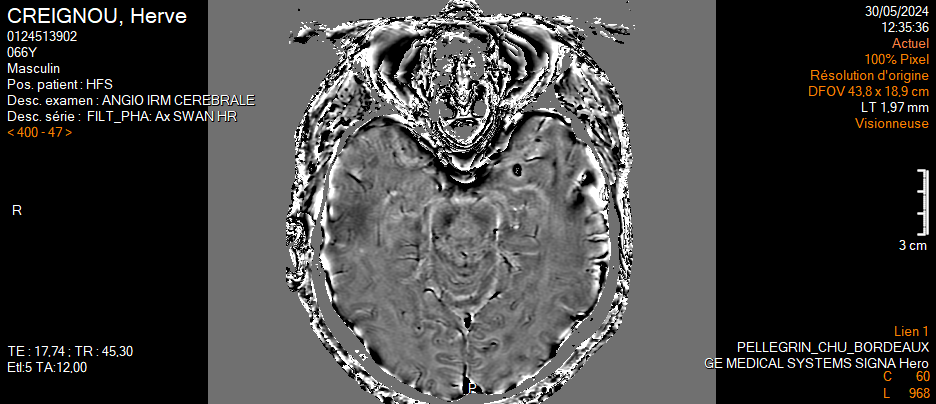 CREIGNOU, Herve
0124513902
066Y
Masculin
Pos. patient : HFS
Desc. examen : ANGIO IRM CEREBRALE
Desc. série : FILT_PHA: Ax SWAN HR
< 400 - 47 >
R
TE : 17,74 ; TR : 45,30
Etl:5 TA:12,00
P
30/05/2024
12:35:36
Actuel
100% Pixel
Résolution d'origine
DFOV 43,8 x 18,9 cm
LT 1,97 mm
Visionneuse
3 cm
Lien 1
PELLEGRIN_CHU_BORDEAUX
GE MEDICAL SYSTEMS SIGNA Hero
C 60
L 968